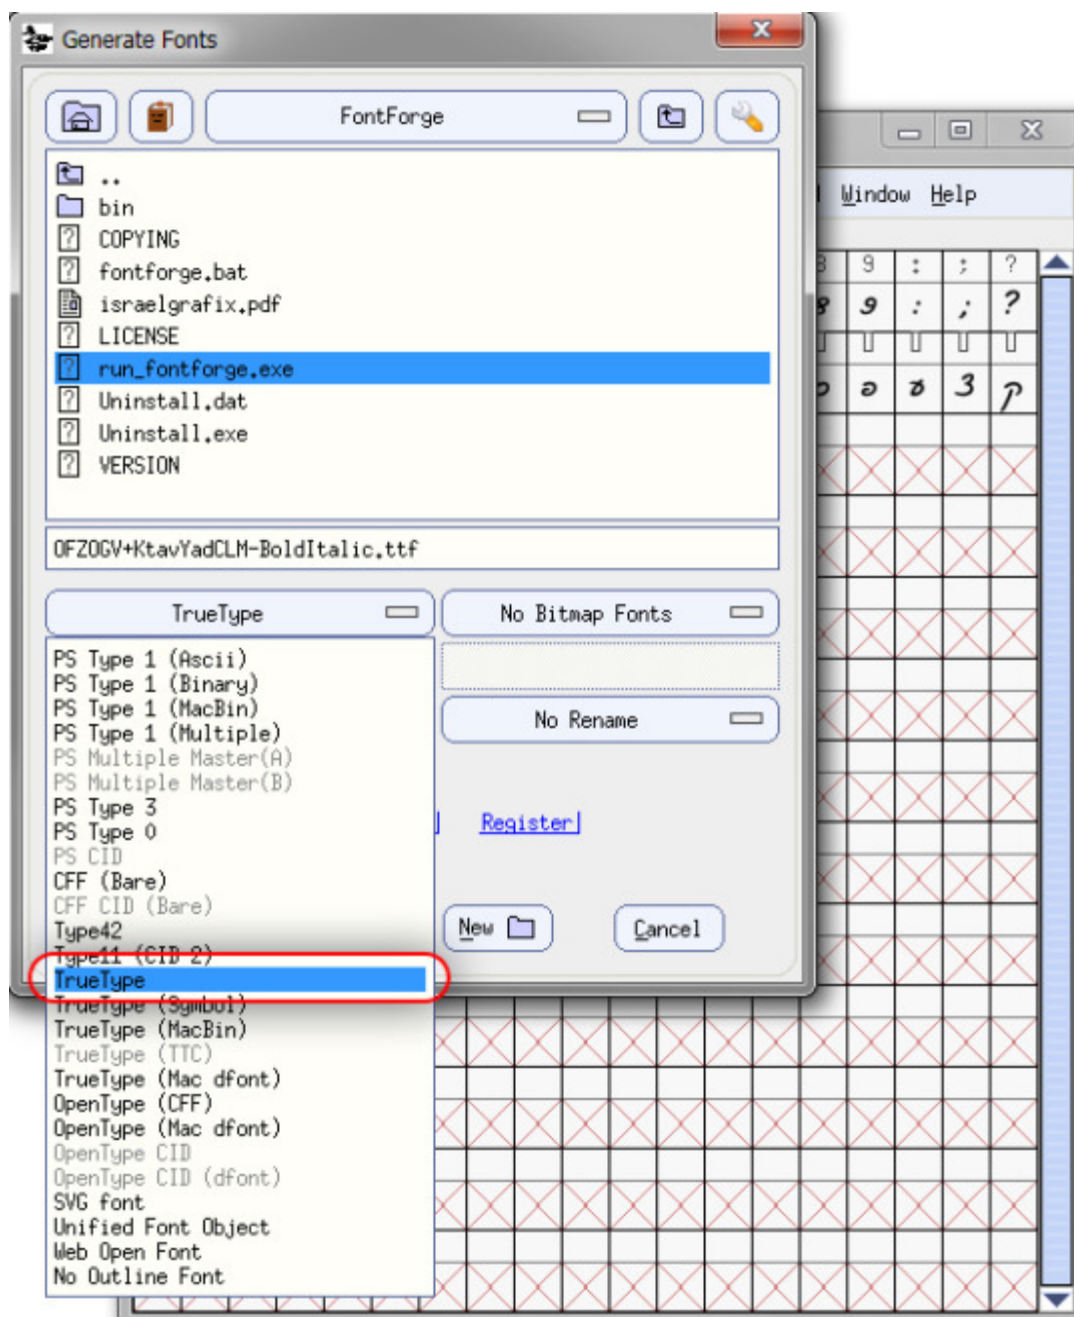 Generate Fonts
FontForge
..
bin
COPYING
fontforge.bat
israelgrafix.pdf
LICENSE
run_fontforge.exe
Uninstall.dat
Uninstall.exe
VERSION
OFZOGV+KtavYadCLM-BoldItalic.ttf
TrueType
No Bitmap Fonts
PS Type 1 (Ascii)
PS Type 1 (Binary)
PS Type 1 (MacBin)
PS Type 1 (Multiple)
PS Multiple Master(A)
PS Multiple Master(B)
PS Type 3
PS Type 0
PS CID
CFF (Bare)
CFF CID (Bare)
Type42
Type11 (CID 2)
TrueType
TrueType (Symbol)
TrueType (MacBin)
TrueType (TTC)
TrueType (Mac dfont)
OpenType (CFF)
OpenType (Mac dfont)
OpenType CID
OpenType CID (dfont)
SVG font
Unified Font Object
Web Open Font
No Outline Font
No Rename
Register
New
Cancel
Window Help
8 9 : ; ?
8 9 : ; ?
ס פ צ ק